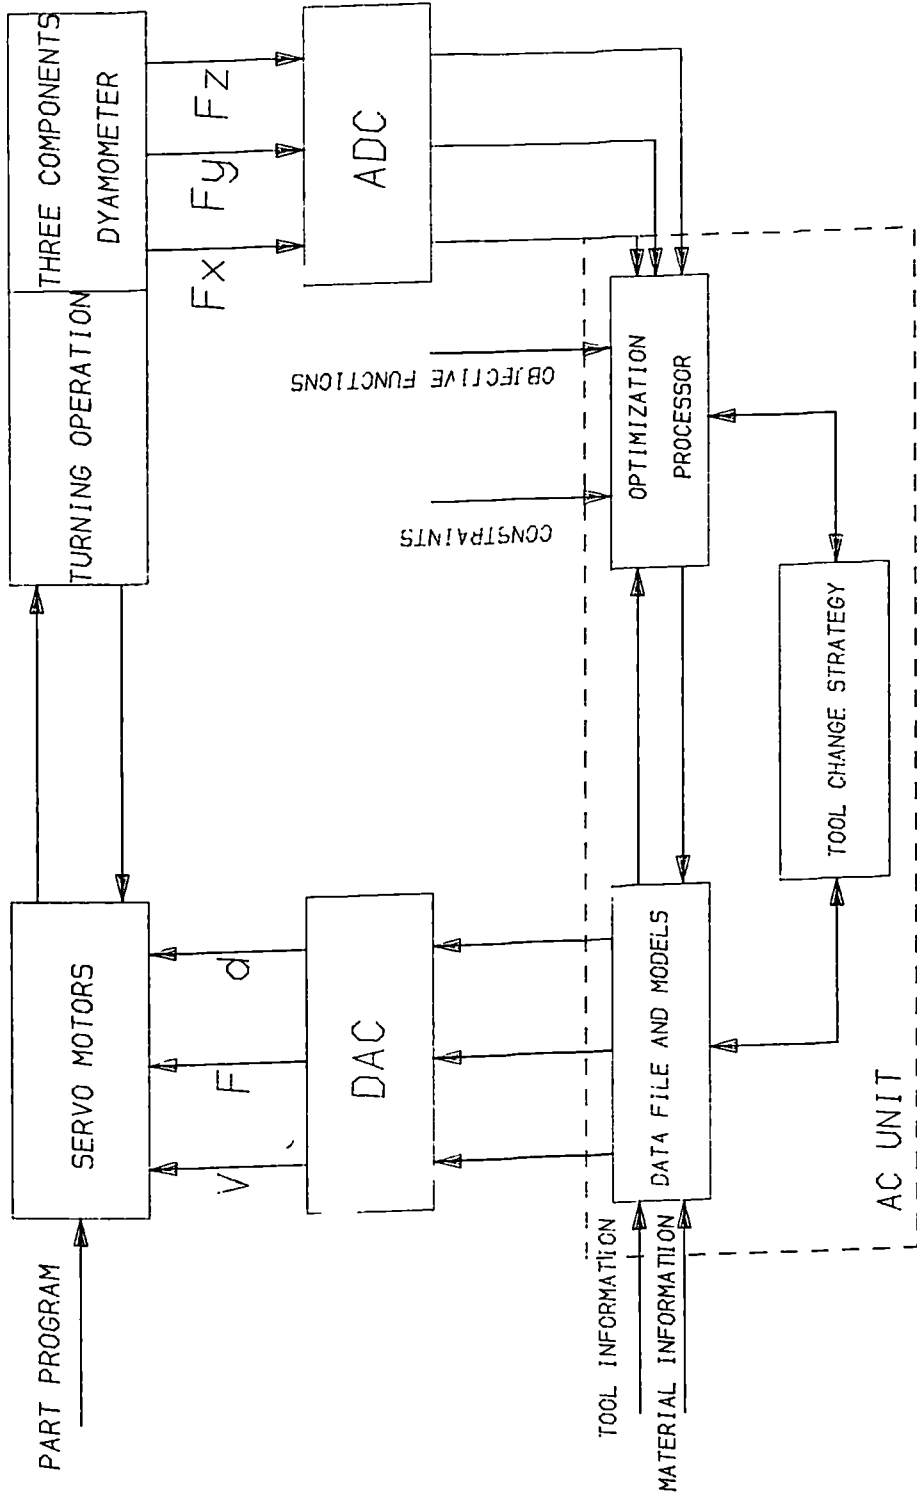 PART PROGRAM
SERVO MOTORS
TURNING OPERATION
THREE COMPONENTS
DYAMOMETER
V
F
d
Fx
Fy
Fz
DAC
ADC
CONSTRAINTS
OBJECTIVE FUNCTIONS
TOOL INFORMATION
MATERIAL INFORMATION
DATA FILE AND MODELS
OPTIMIZATION
PROCESSOR
TOOL CHANGE STRATEGY
AC UNIT